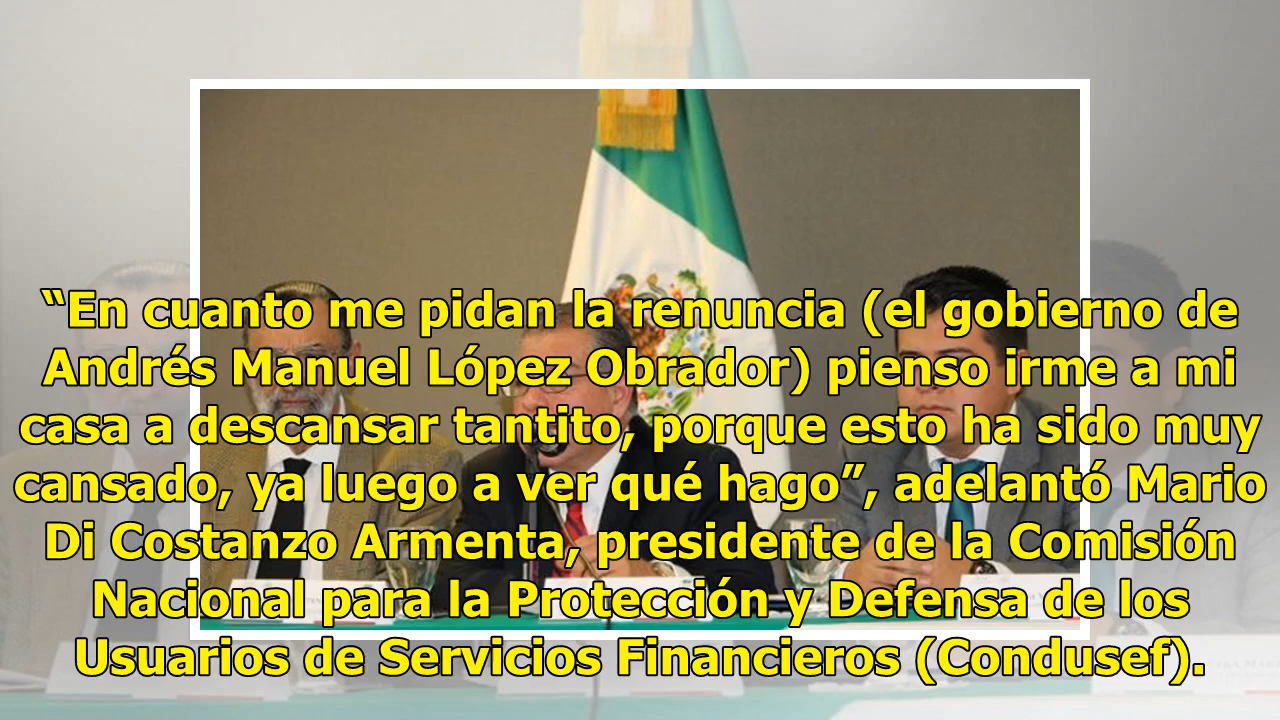 “En cuanto me pidan la renuncia (el gobierno de
Andrés Manuel López Obrador) pienso irme a mi
casa a descansar tantito, porque esto ha sido muy
cansado, ya luego a ver qué hago”, adelantó Mario
Di Costanzo Armenta, presidente de la Comisión
Nacional para la Protección y Defensa de los
Usuarios de Servicios Financieros (Condusef).